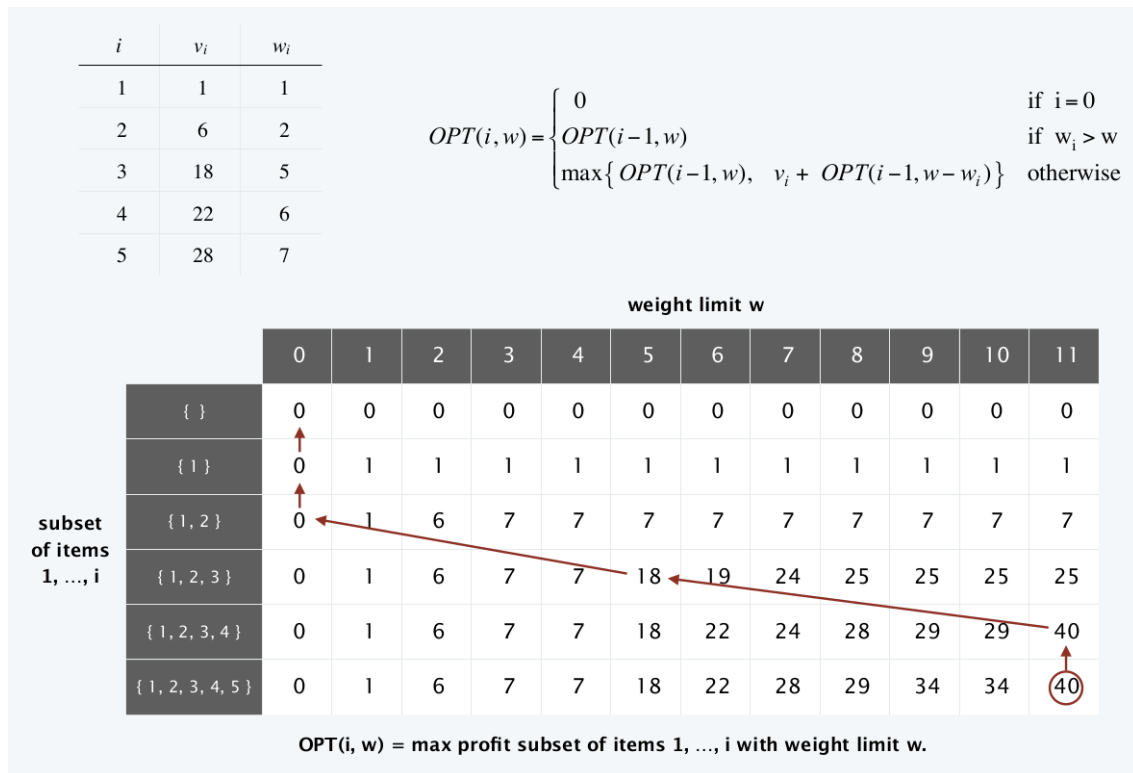 i vᵢ wᵢ
1 1 1
2 6 2
3 18 5
4 22 6
5 28 7
0 if i = 0
OPT(i, w) = { OPT(i−1, w) if wᵢ > w
max{ OPT(i−1, w), vᵢ + OPT(i−1, w−wᵢ)} otherwise
weight limit w
0 1 2 3 4 5 6 7 8 9 10 11
{ } 0 0 0 0 0 0 0 0 0 0 0 0
{ 1 } 0 1 1 1 1 1 1 1 1 1 1 1
{ 1, 2 } 0 1 6 7 7 7 7 7 7 7 7 7
subset
of items
1, …, i
{ 1, 2, 3 } 0 1 6 7 7 18 19 24 25 25 25 25
{ 1, 2, 3, 4 } 0 1 6 7 7 18 22 24 28 29 29 40
{ 1, 2, 3, 4, 5 } 0 1 6 7 7 18 22 28 29 34 34 40
OPT(i, w) = max profit subset of items 1, …, i with weight limit w.